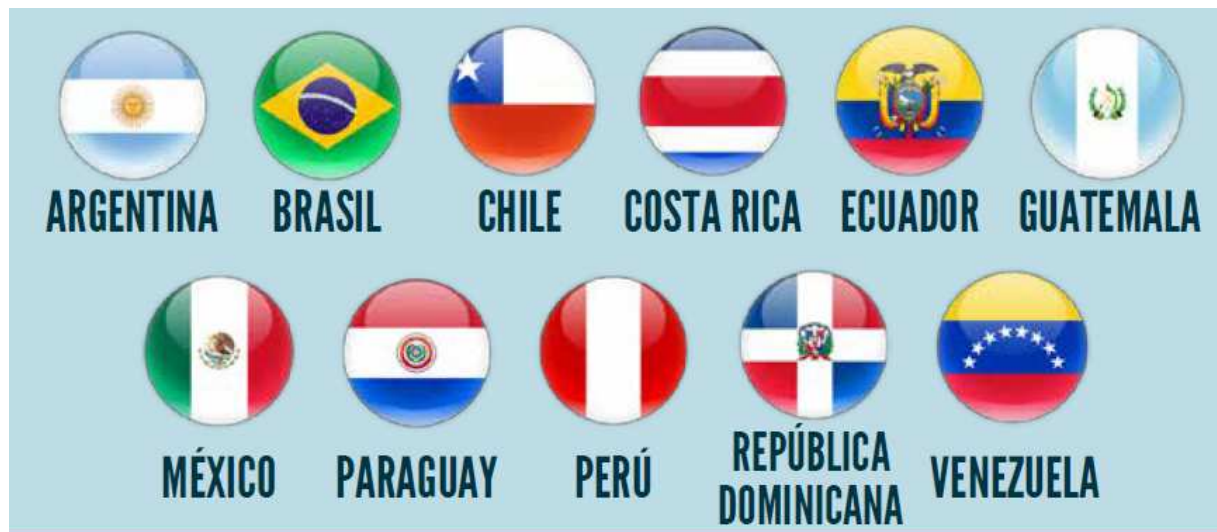 ARGENTINA BRASIL CHILE COSTA RICA ECUADOR GUATEMALA
MÉXICO PARAGUAY PERÚ REPÚBLICA DOMINICANA VENEZUELA